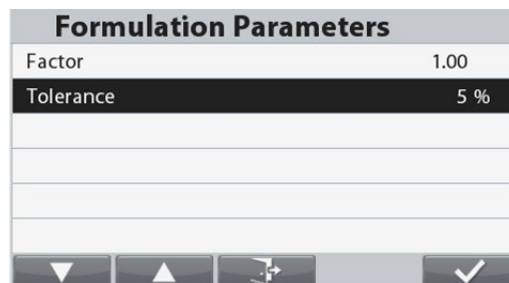 Formulation Parameters
Factor 1.00
Tolerance 5 %